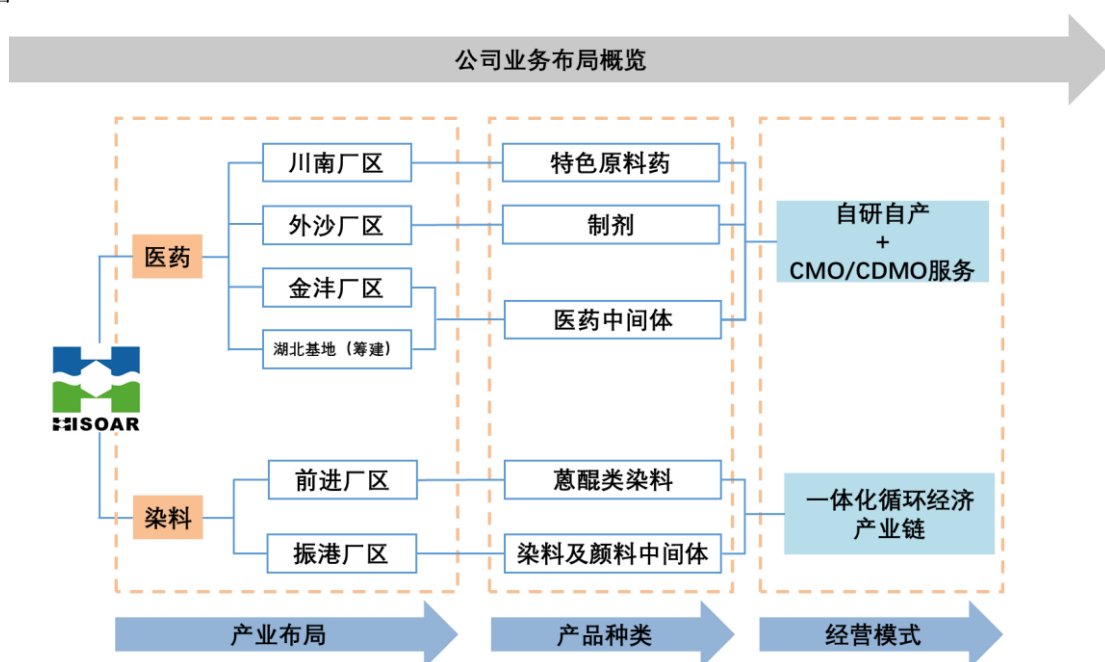 公司业务布局概览
川南厂区
特色原料药
外沙厂区
制剂
自研自产
+
CMO/CDMO服务
医药
金沣厂区
医药中间体
湖北基地（筹建）
HISOAR
前进厂区
蒽醌类染料
染料
一体化循环经济
产业链
振港厂区
染料及颜料中间体
产业布局
产品种类
经营模式